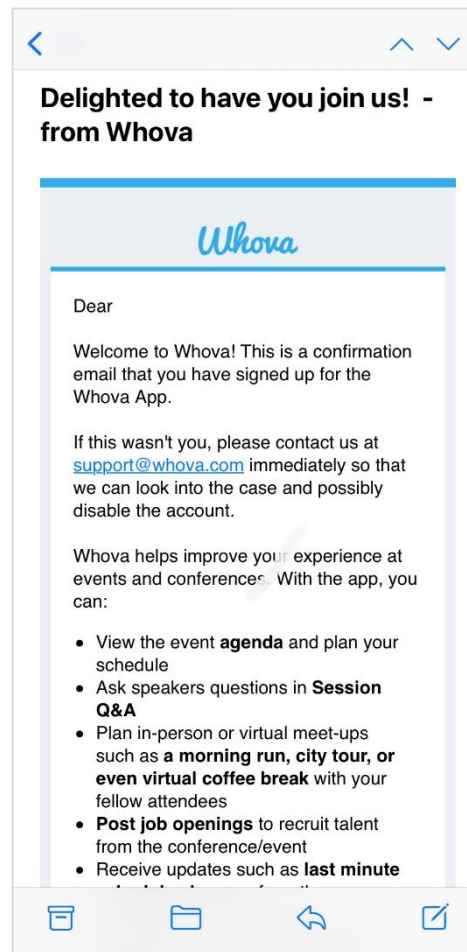 Delighted to have you join us!  -
from Whova
Whova
Dear
Welcome to Whova! This is a confirmation
email that you have signed up for the
Whova App.
If this wasn't you, please contact us at
support@whova.com immediately so that
we can look into the case and possibly
disable the account.
Whova helps improve your experience at
events and conferences. With the app, you
can:
• View the event agenda and plan your
schedule
• Ask speakers questions in Session
Q&A
• Plan in-person or virtual meet-ups
such as a morning run, city tour, or
even virtual coffee break with your
fellow attendees
• Post job openings to recruit talent
from the conference/event
• Receive updates such as last minute